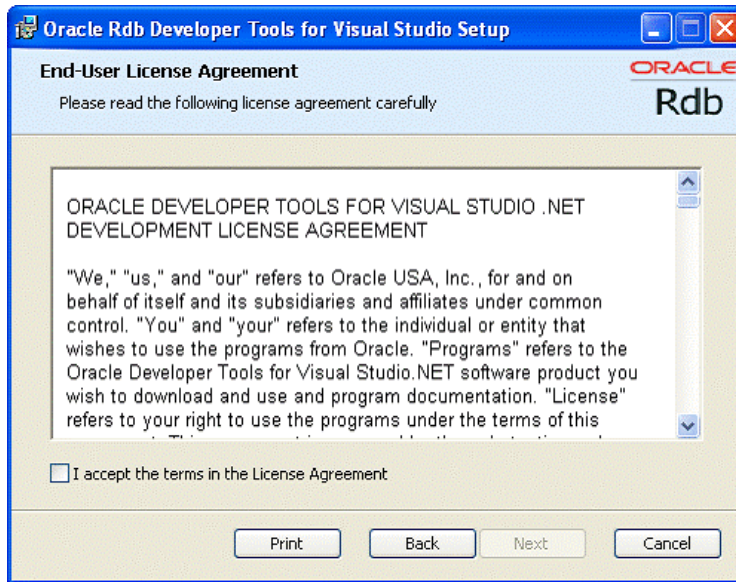 Oracle Rdb Developer Tools for Visual Studio Setup
End-User License Agreement
Please read the following license agreement carefully
ORACLE
Rdb
ORACLE DEVELOPER TOOLS FOR VISUAL STUDIO .NET
DEVELOPMENT LICENSE AGREEMENT
"We," "us," and "our" refers to Oracle USA, Inc., for and on
behalf of itself and its subsidiaries and affiliates under common
control. "You" and "your" refers to the individual or entity that
wishes to use the programs from Oracle. "Programs" refers to the
Oracle Developer Tools for Visual Studio.NET software product you
wish to download and use and program documentation. "License"
refers to your right to use the programs under the terms of this
I accept the terms in the License Agreement
Print
Back
Next
Cancel